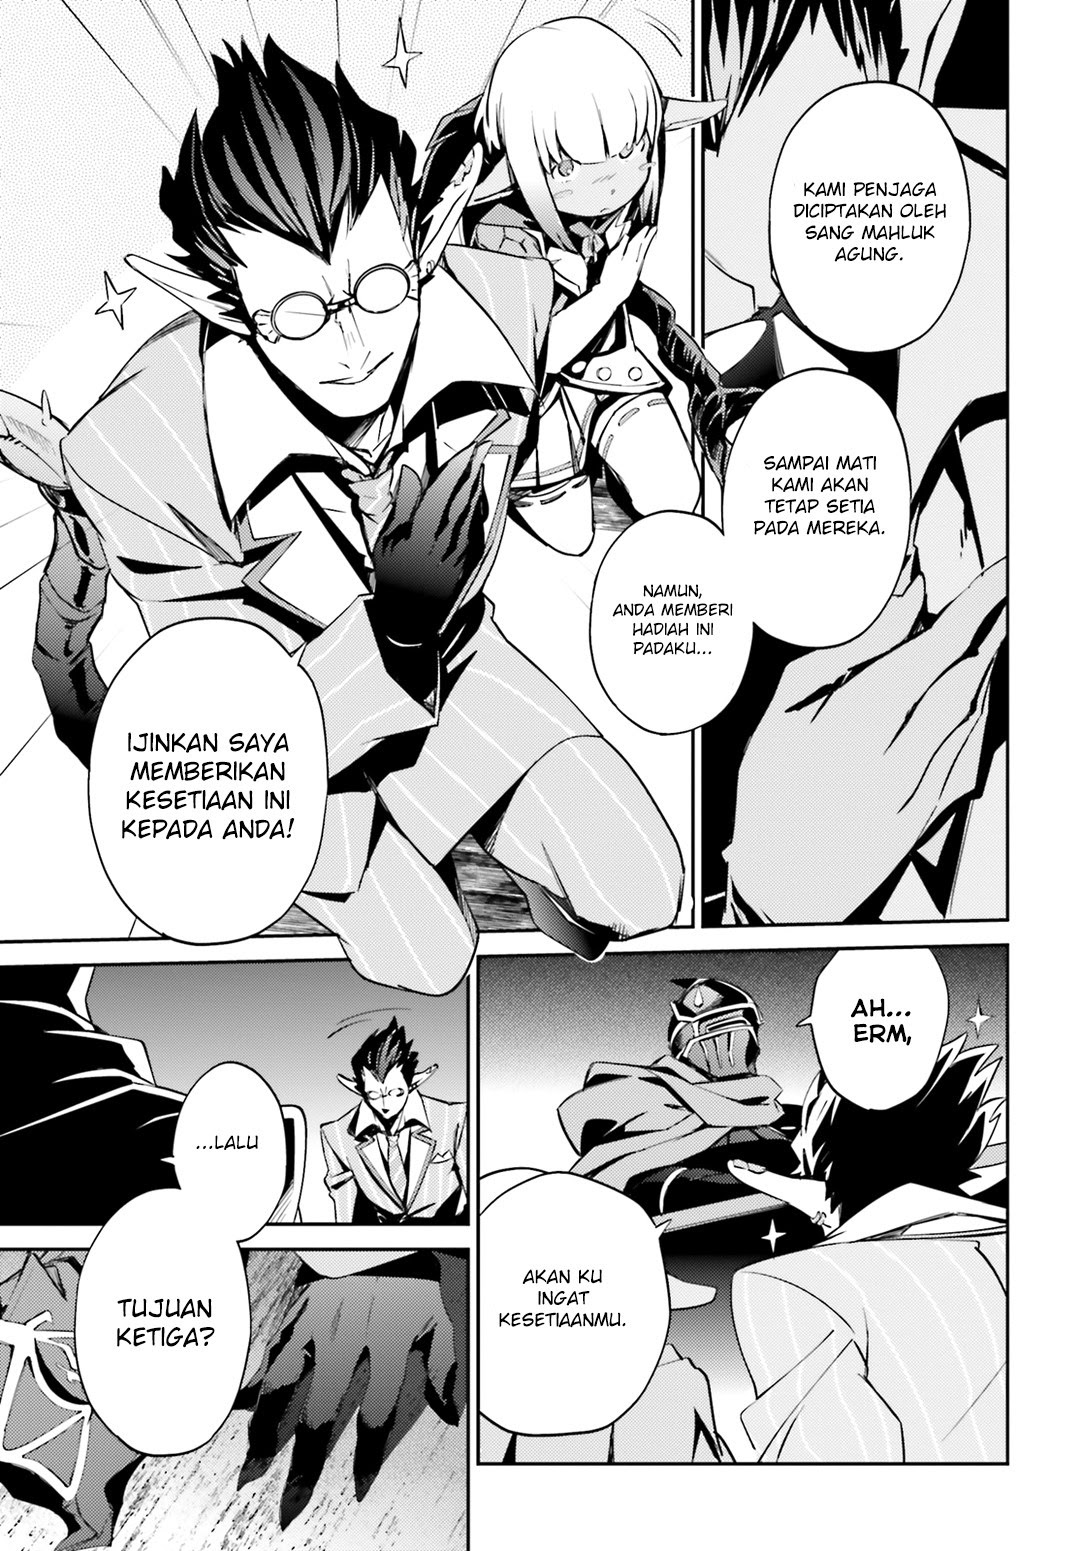 KAMI PENJAGA
DICIPTAKAN OLEH
SANG MAHLUK
AGUNG.
SAMPAI MATI
KAMI AKAN
TETAP SETIA
PADA MEREKA.
NAMUN,
ANDA MEMBERI
HADIAH INI
PADAKU...
IJINKAN SAYA
MEMBERIKAN
KESETIAAN INI
KEPADA ANDA!
AH...
ERM,
AKAN KU
INGAT
KESETIAANMU.
...LALU
TUJUAN
KETIGA?